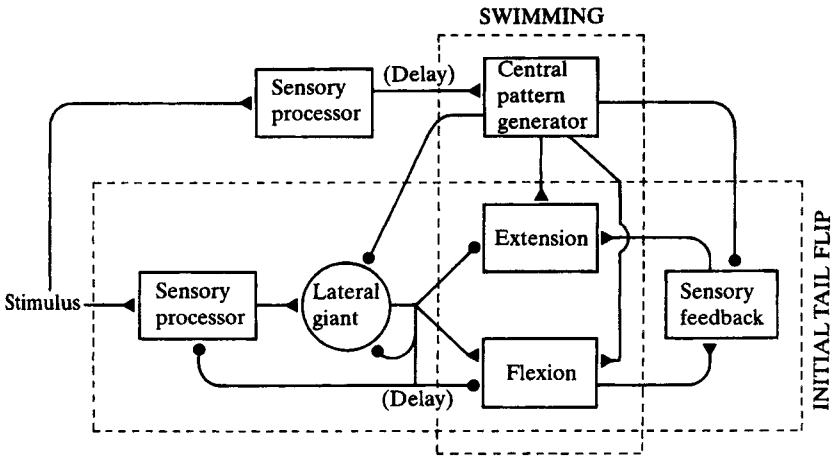 SWIMMING
(Delay)
Sensory
processor
Central
pattern
generator
Extension
Stimulus
Sensory
processor
Lateral
giant
Sensory
feedback
Flexion
(Delay)
INITIAL TAIL FLIP